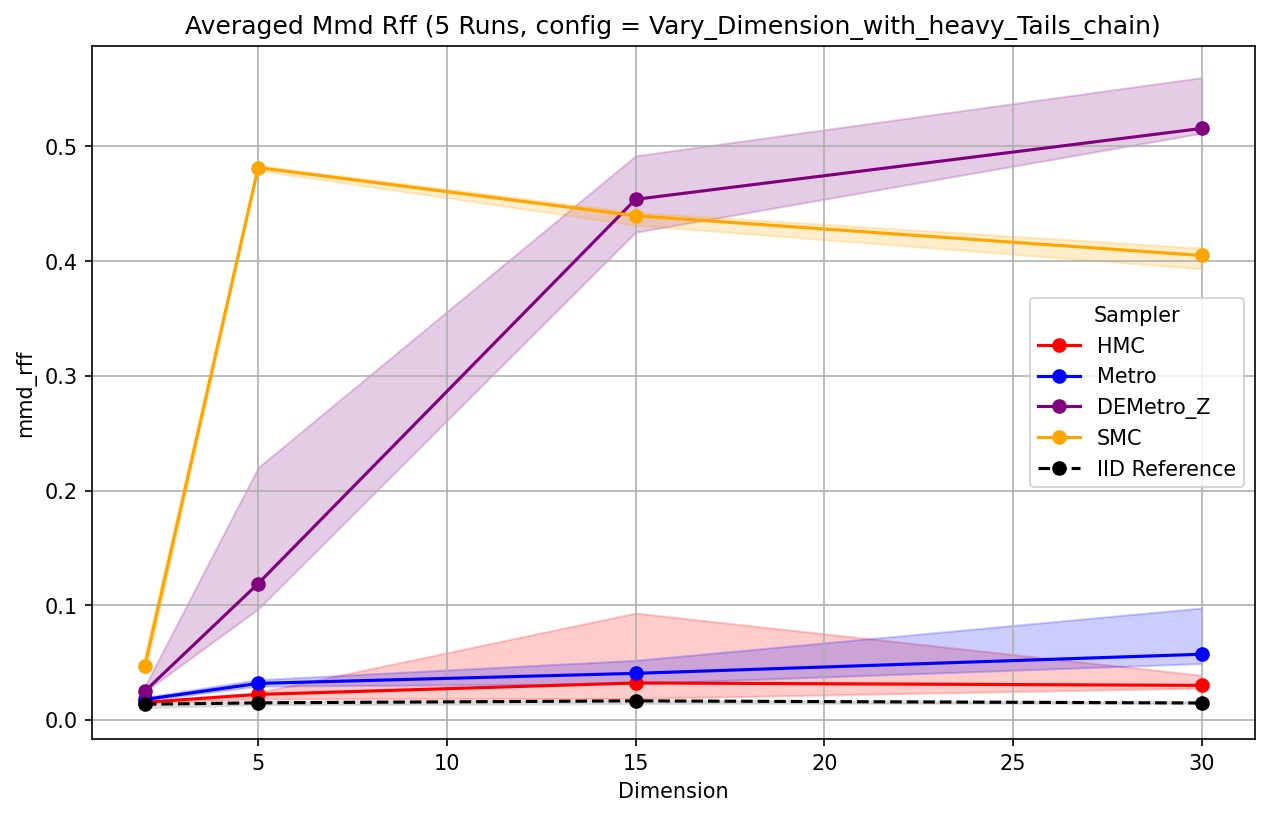 Averaged Mmd Rff (5 Runs, config = Vary_Dimension_with_heavy_Tails_chain)
mmd_rff
0.5
0.4
0.3
0.2
0.1
0.0
Sampler
HMC
Metro
DEMetro_Z
SMC
IID Reference
5 10 15 20 25 30
Dimension